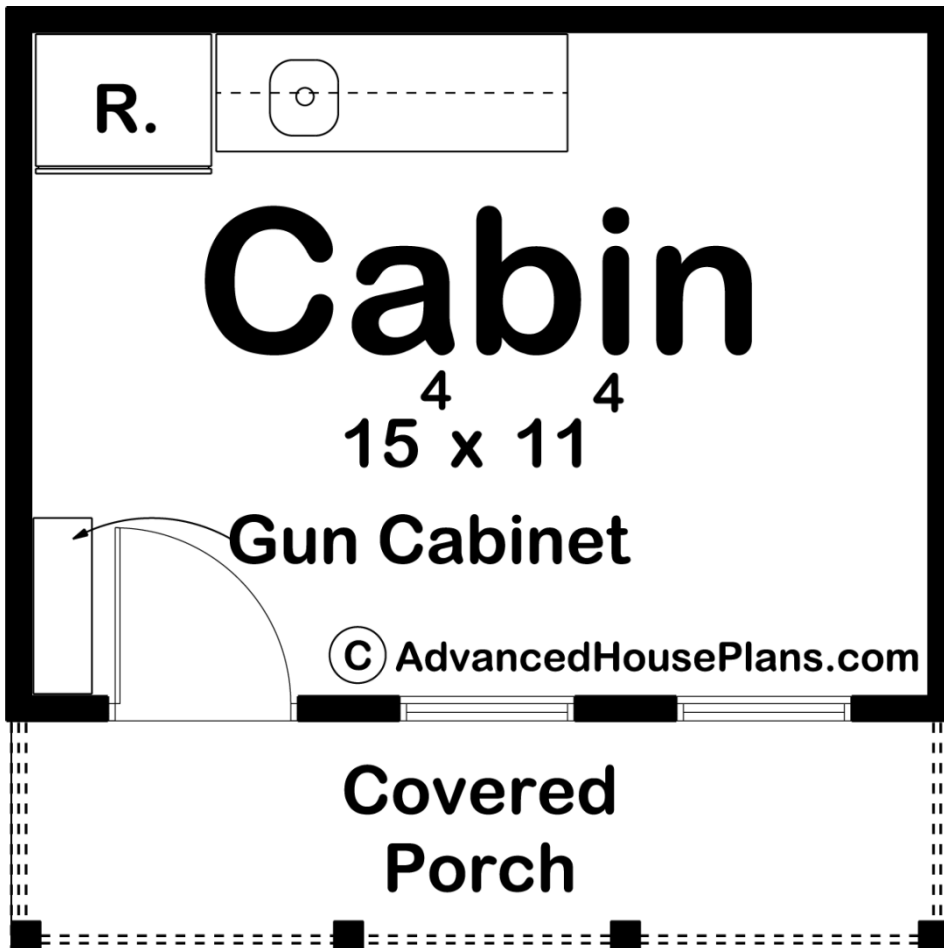 R.
Cabin
15⁴ x 11⁴
Gun Cabinet
© AdvancedHousePlans.com
Covered
Porch